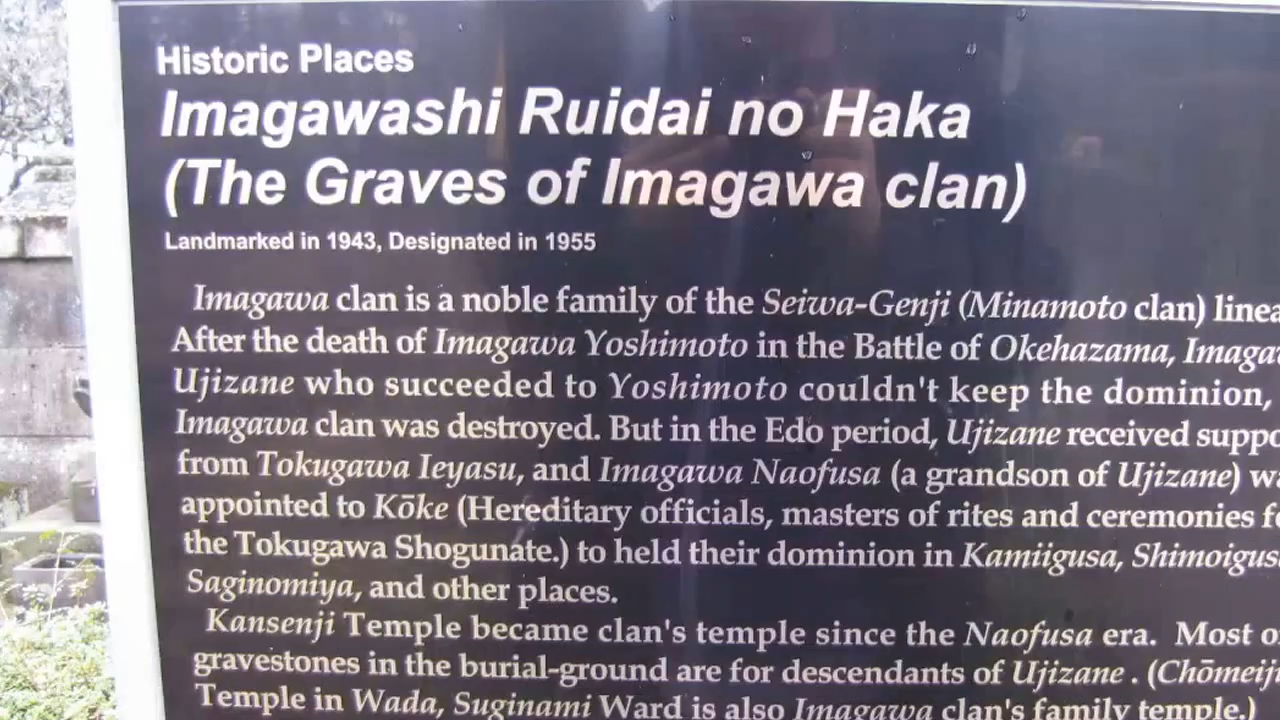 Historic Places
Imagawashi Ruidai no Haka
(The Graves of Imagawa clan)
Landmarked in 1943, Designated in 1955
Imagawa clan is a noble family of the Seiwa-Genji (Minamoto clan)
After the death of Imagawa Yoshimoto in the Battle of Okehazama,
Ujizane who succeeded to Yoshimoto couldn't keep the dominion,
Imagawa clan was destroyed. But in the Edo period, Ujizane received
from Tokugawa Ieyasu, and Imagawa Naofusa (a grandson of Ujizane)
appointed to Kōke (Hereditary officials, masters of rites and ceremonies
the Tokugawa Shogunate.) to held their dominion in Kamiigusa,
Saginomiya, and other places.
Kansenji Temple became clan's temple since the Naofusa era. Most
gravestones in the burial-ground are for descendants of Ujizane . (Chōmeiji
Temple in Wada, Suginami Ward is also Imagawa clan's family temple.)